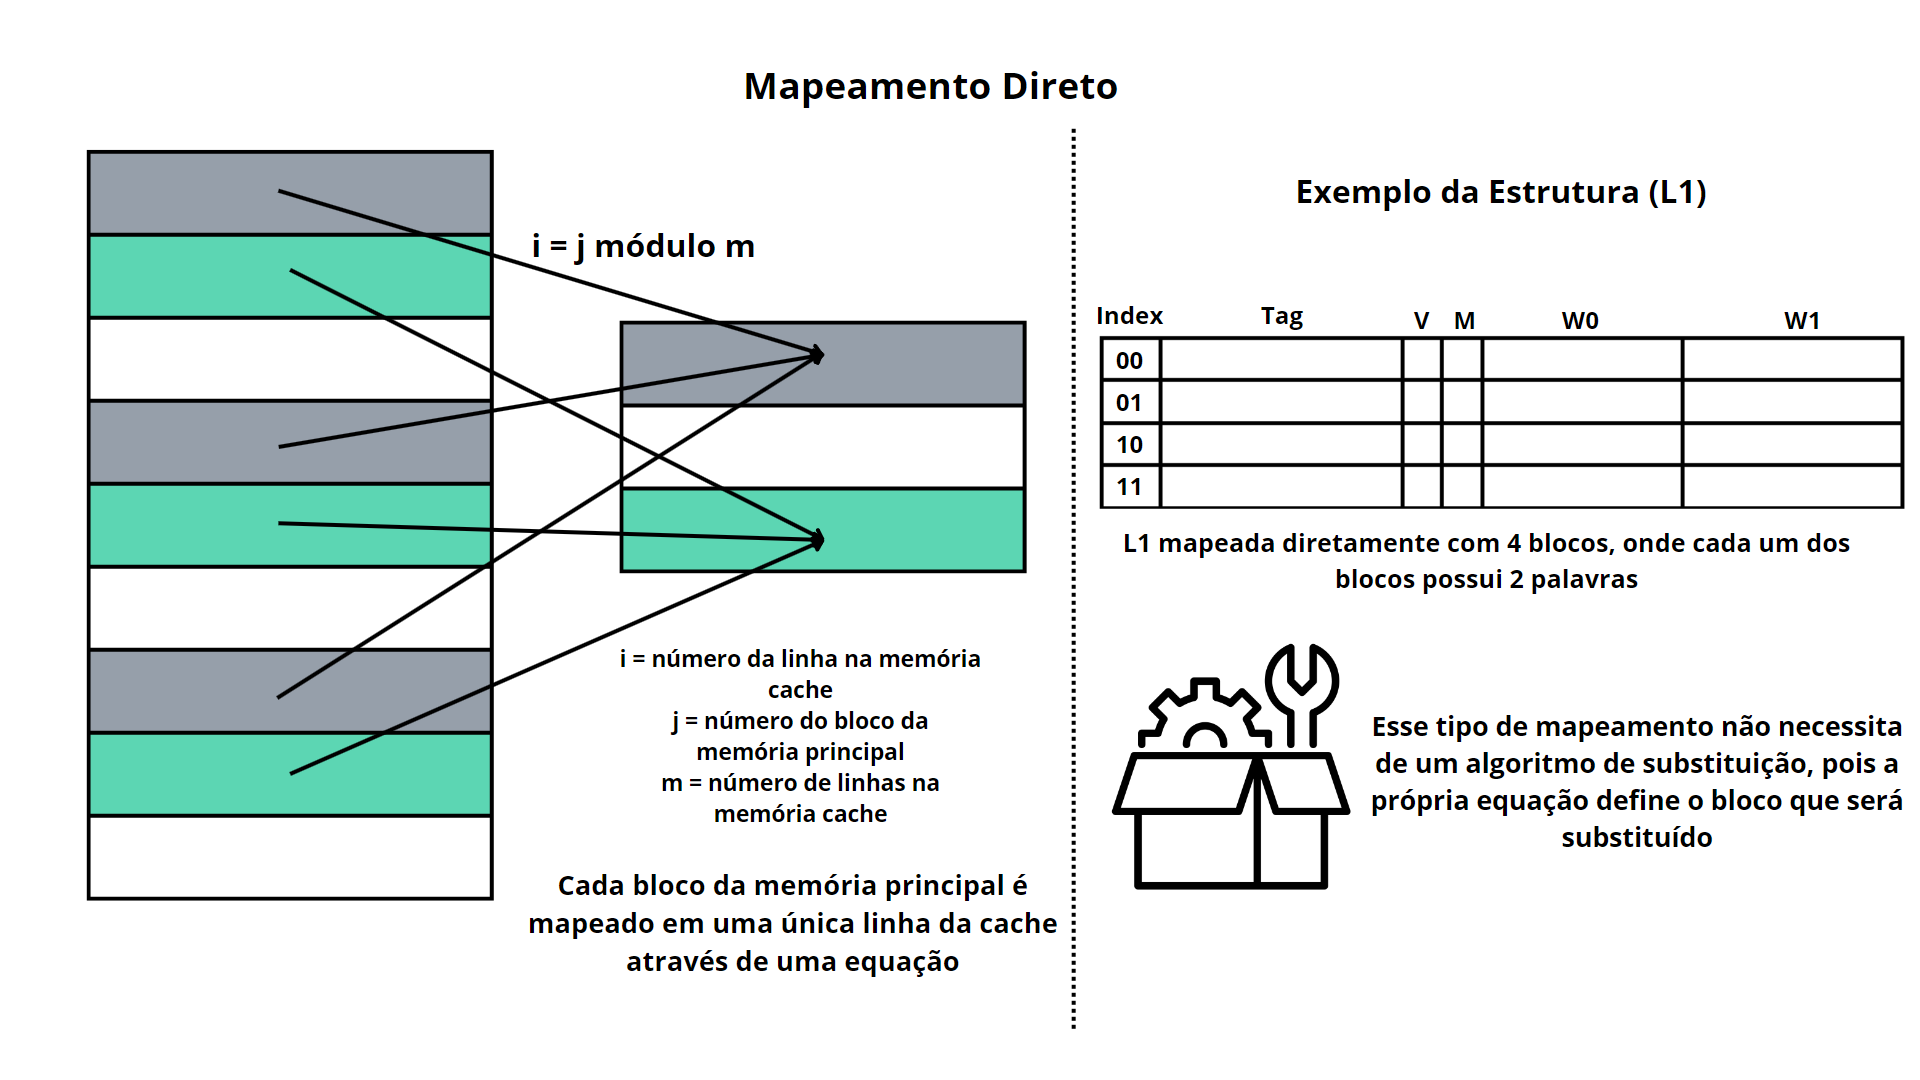 Mapeamento Direto
i = j módulo m
i = número da linha na memória
cache
j = número do bloco da
memória principal
m = número de linhas na
memória cache
Cada bloco da memória principal é
mapeado em uma única linha da cache
através de uma equação
Exemplo da Estrutura (L1)
Index Tag V M W0 W1
00
01
10
11
L1 mapeada diretamente com 4 blocos, onde cada um dos
blocos possui 2 palavras
Esse tipo de mapeamento não necessita
de um algoritmo de substituição, pois a
própria equação define o bloco que será
substituído